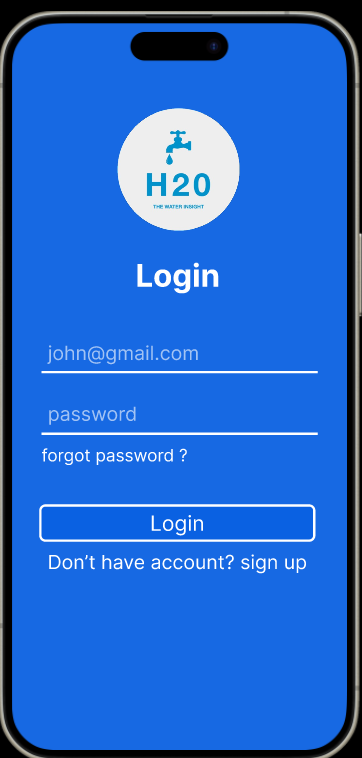 H20
THE WATER INSIGHT
Login
john@gmail.com
password
forgot password ?
Login
Don’t have account? sign up